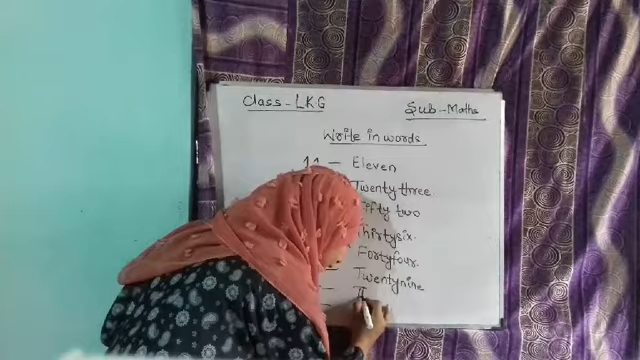 Class - LKG
Sub - Maths
Write in words
11 - Eleven
Twenty three
Fifty two
Thirtysix.
Fortyfour.
Twentynine